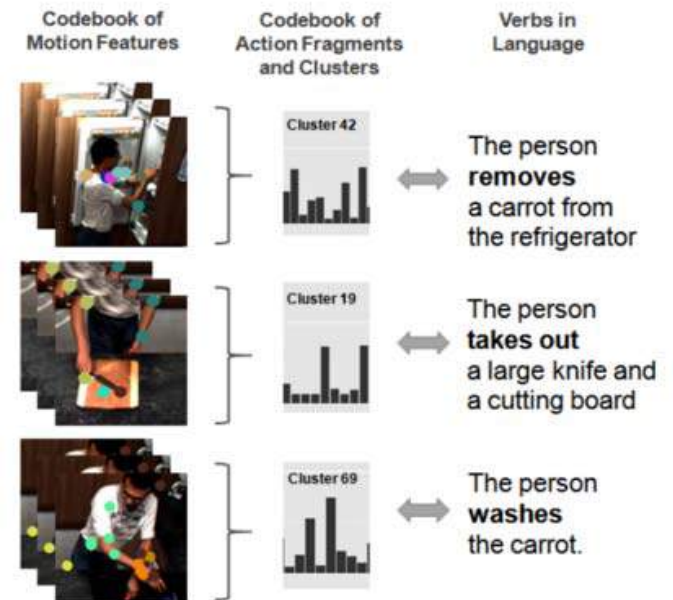 Codebook of
Motion Features
Codebook of
Action Fragments
and Clusters
Verbs in
Language
Cluster 42
The person
removes
a carrot from
the refrigerator
Cluster 19
The person
takes out
a large knife and
a cutting board
Cluster 69
The person
washes
the carrot.